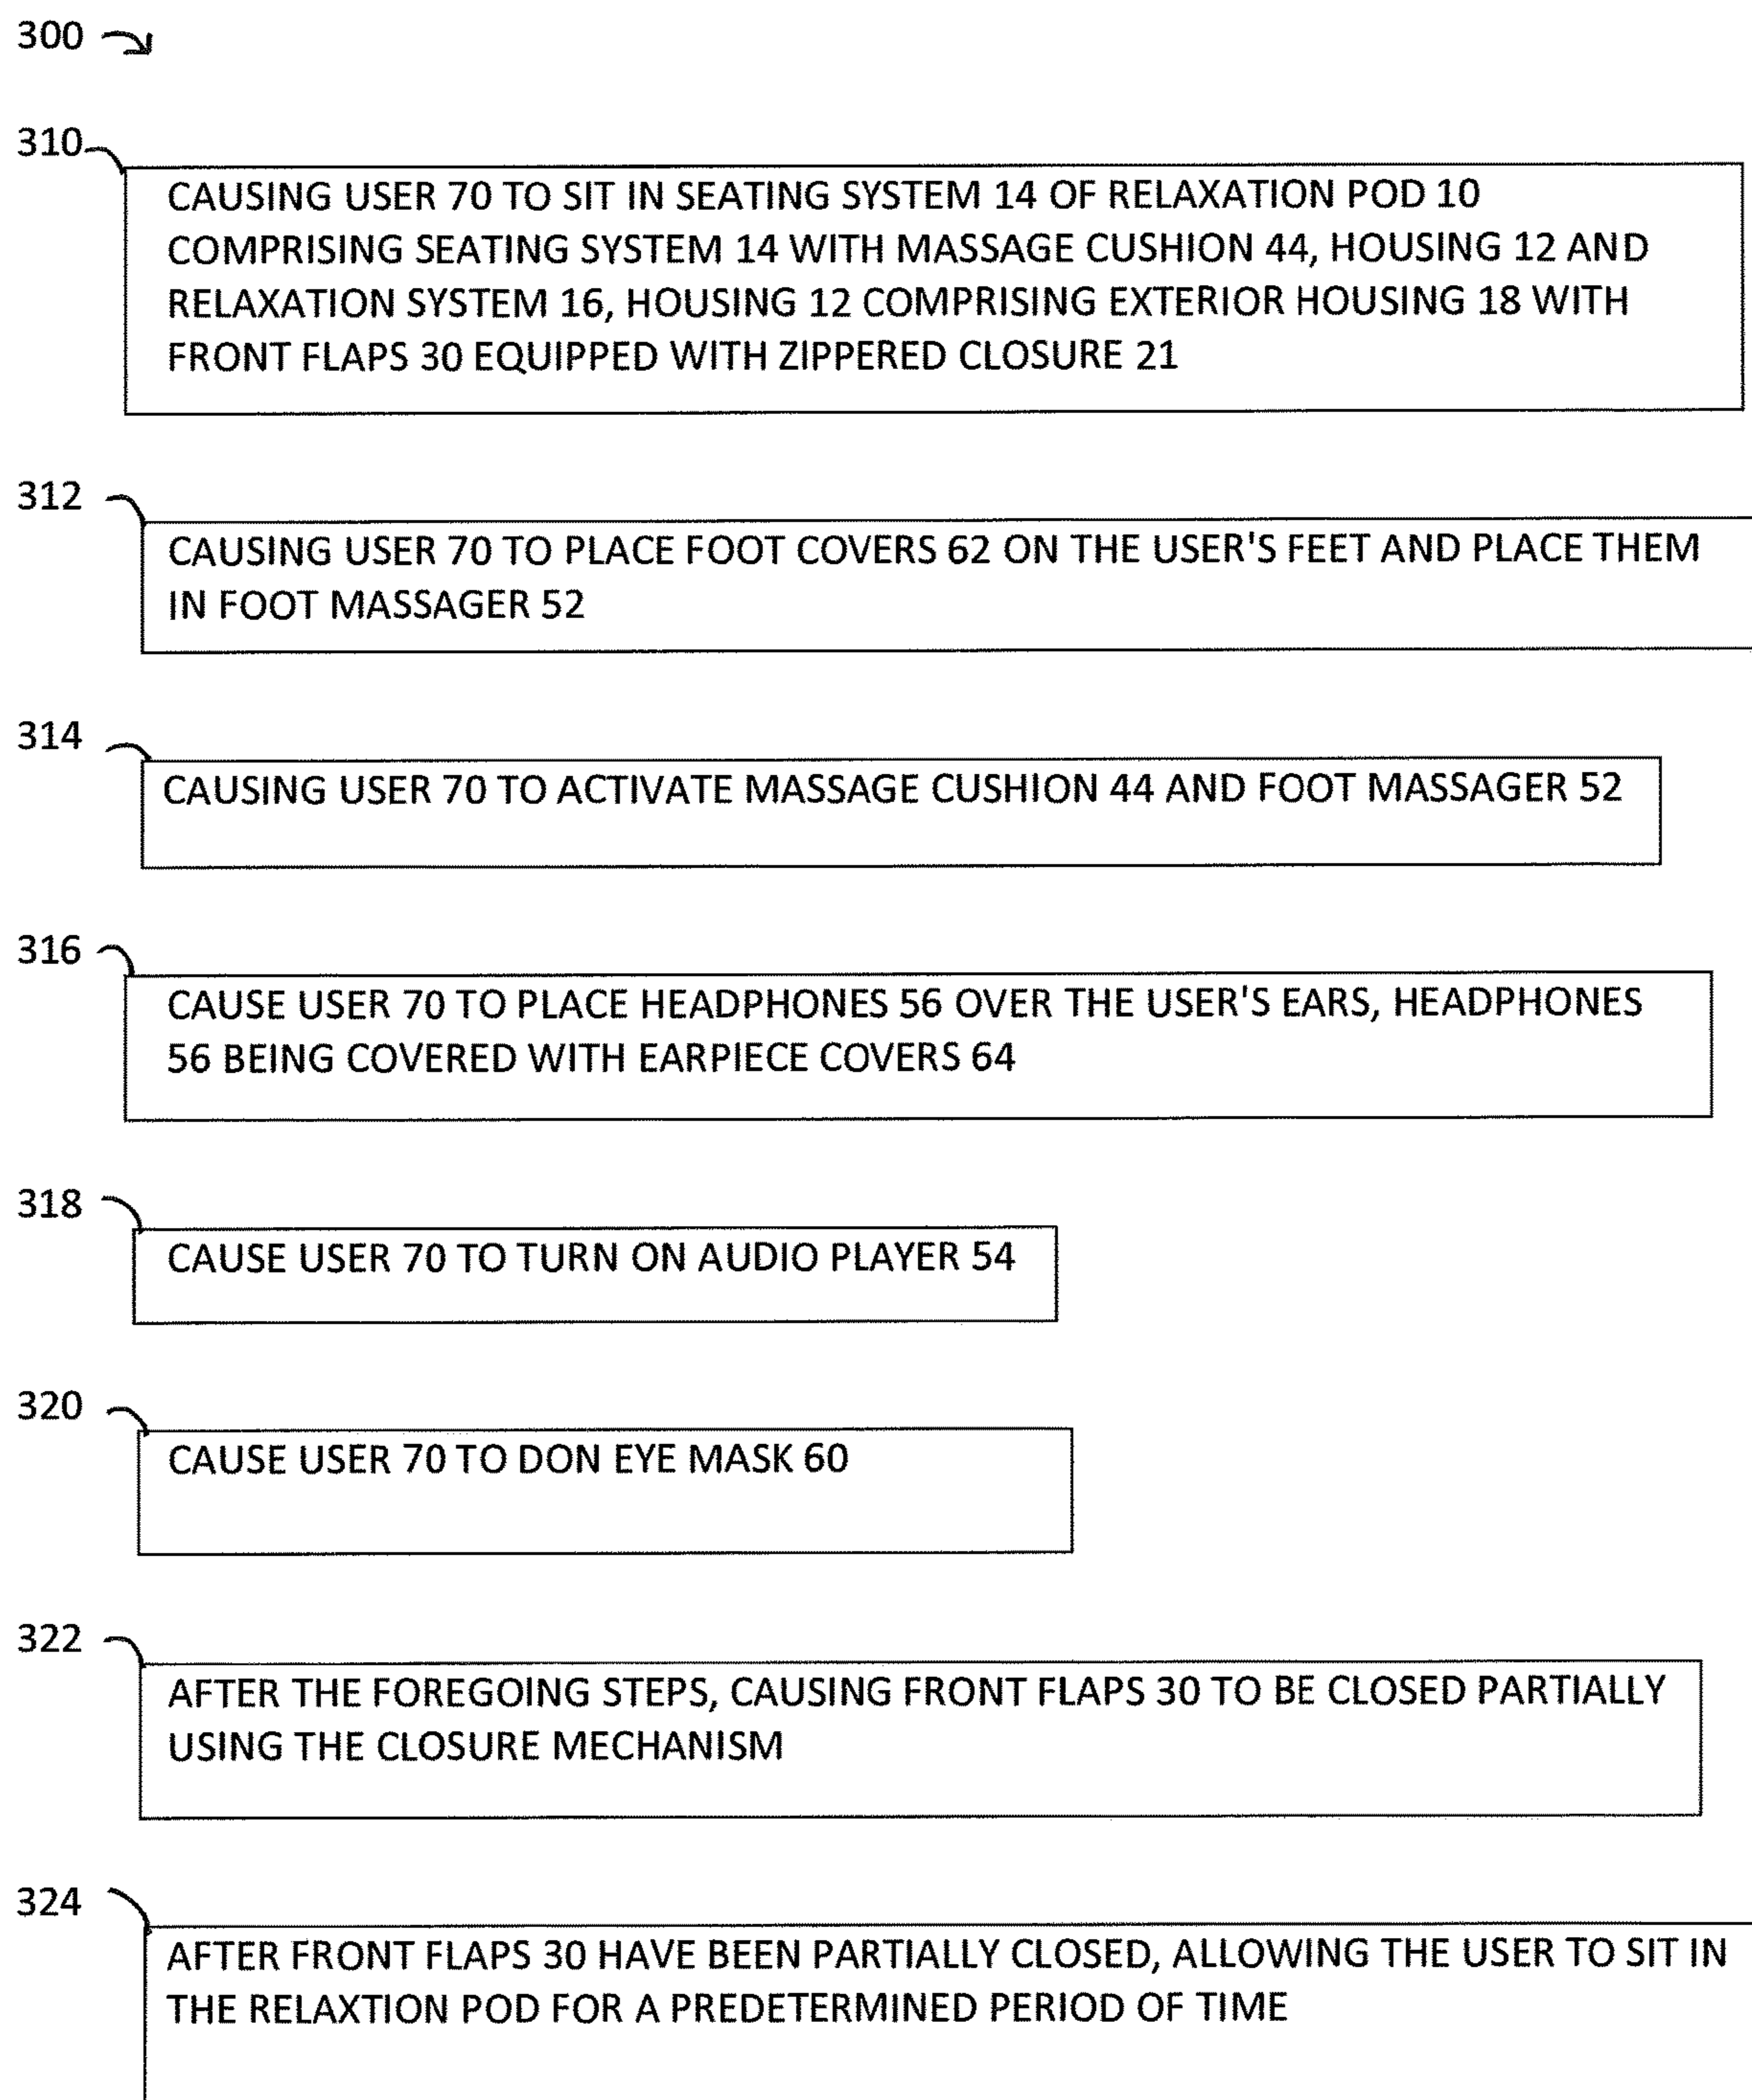 300
310
CAUSING USER 70 TO SIT IN SEATING SYSTEM 14 OF RELAXATION POD 10
COMPRISING SEATING SYSTEM 14 WITH MASSAGE CUSHION 44, HOUSING 12 AND
RELAXATION SYSTEM 16, HOUSING 12 COMPRISING EXTERIOR HOUSING 18 WITH
FRONT FLAPS 30 EQUIPPED WITH ZIPPERED CLOSURE 21
312
CAUSING USER 70 TO PLACE FOOT COVERS 62 ON THE USER'S FEET AND PLACE THEM
IN FOOT MASSAGER 52
314
CAUSING USER 70 TO ACTIVATE MASSAGE CUSHION 44 AND FOOT MASSAGER 52
316
CAUSE USER 70 TO PLACE HEADPHONES 56 OVER THE USER'S EARS, HEADPHONES
56 BEING COVERED WITH EARPIECE COVERS 64
318
CAUSE USER 70 TO TURN ON AUDIO PLAYER 54
320
CAUSE USER 70 TO DON EYE MASK 60
322
AFTER THE FOREGOING STEPS, CAUSING FRONT FLAPS 30 TO BE CLOSED PARTIALLY
USING THE CLOSURE MECHANISM
324
AFTER FRONT FLAPS 30 HAVE BEEN PARTIALLY CLOSED, ALLOWING THE USER TO SIT IN
THE RELAXTION POD FOR A PREDETERMINED PERIOD OF TIME